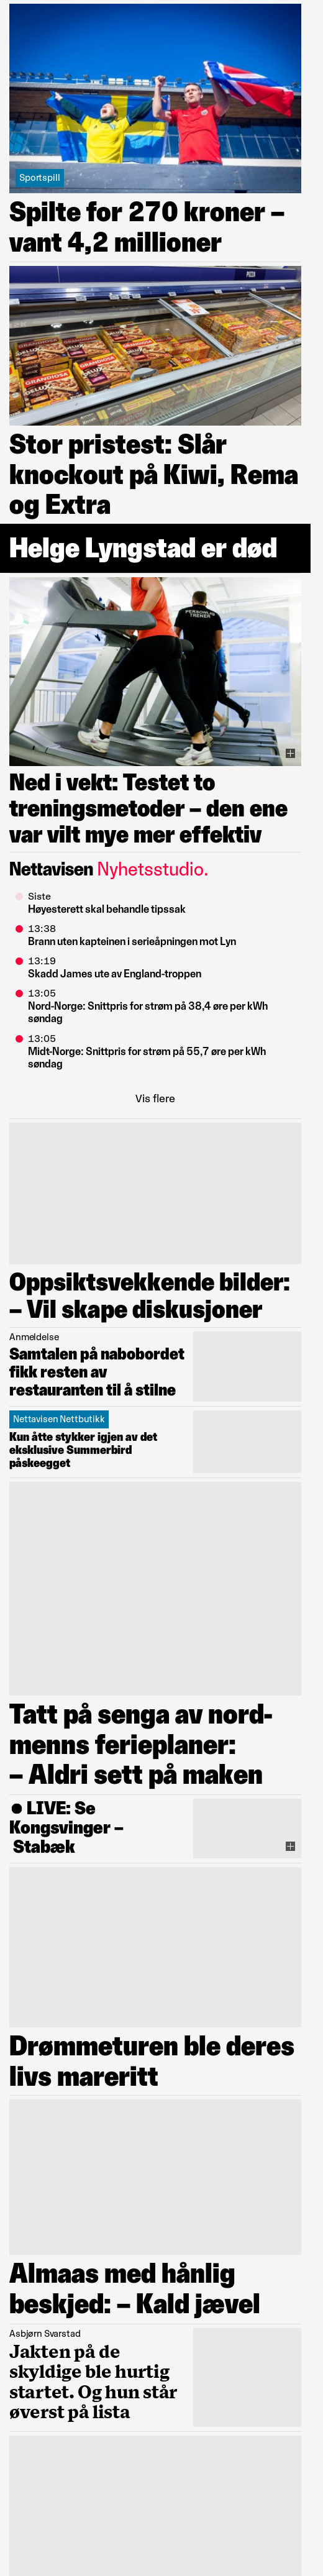 Sportspill
Spilte for 270 kroner –
vant 4,2 millioner
GRANDIOSA
Stor pristest: Slår
knockout på Kiwi, Rema
og Extra
Helge Lyngstad er død
PERSONLIG
TRENER
Ned i vekt: Testet to
treningsmetoder – den ene
var vilt mye mer effektiv
Nettavisen Nyhetsstudio.
Siste
Høyesterett skal behandle tipssak
13:38
Brann uten kapteinen i serieåpningen mot Lyn
13:19
Skadd James ute av England-troppen
13:05
Nord-Norge: Snittpris for strøm på 38,4 øre per kWh
søndag
13:05
Midt-Norge: Snittpris for strøm på 55,7 øre per kWh
søndag
Vis flere
Oppsiktsvekkende bilder:
– Vil skape diskusjoner
Anmeldelse
Samtalen på nabobordet
fikk resten av
restauranten til å stilne
Nettavisen Nettbutikk
Kun åtte stykker igjen av det
eksklusive Summerbird
påskeegget
Tatt på senga av nord-
menns ferieplaner:
– Aldri sett på maken
LIVE: Se
Kongsvinger –
Stabæk
Drømmeturen ble deres
livs mareritt
Almaas med hånlig
beskjed: – Kald jævel
Asbjørn Svarstad
Jakten på de
skyldige ble hurtig
startet. Og hun står
øverst på lista